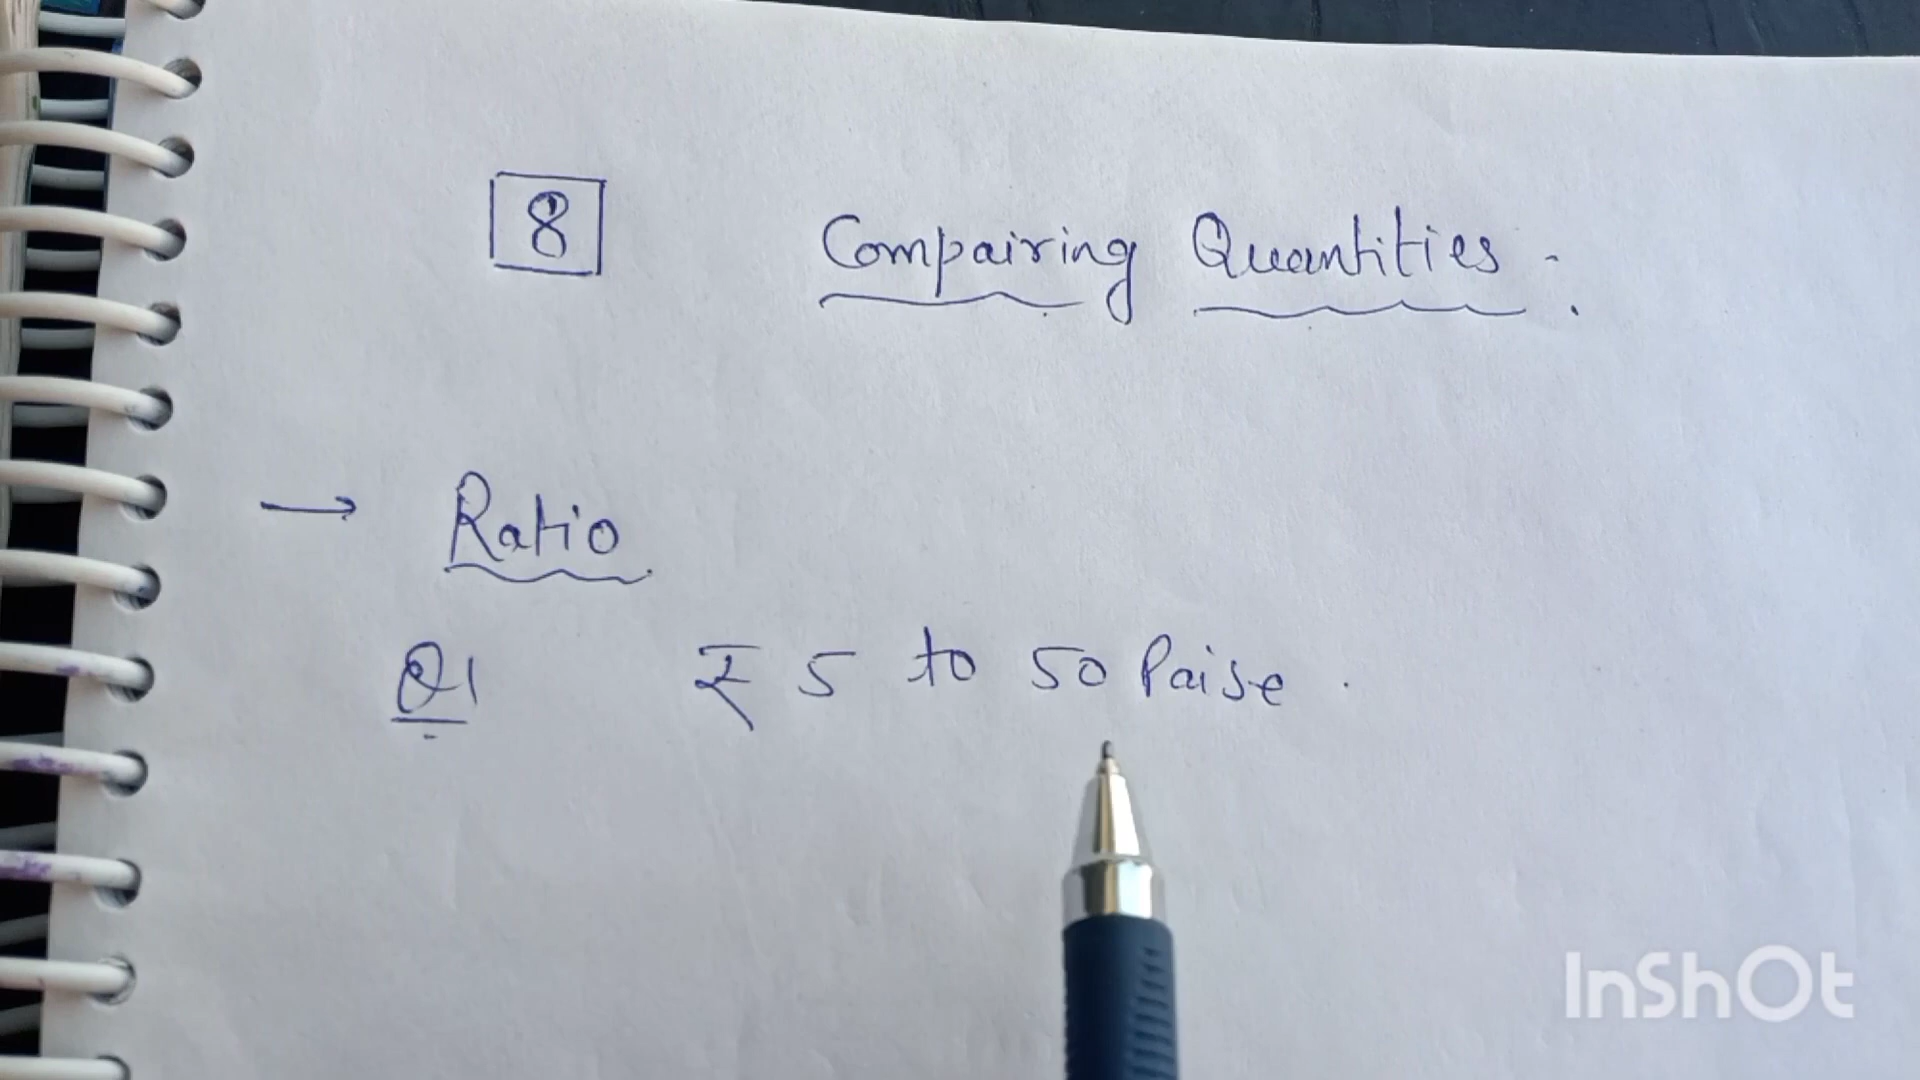 8 Compairing Quantities.
→ Ratio
Q1 ₹ 5 to 50 Paise.
InShOt